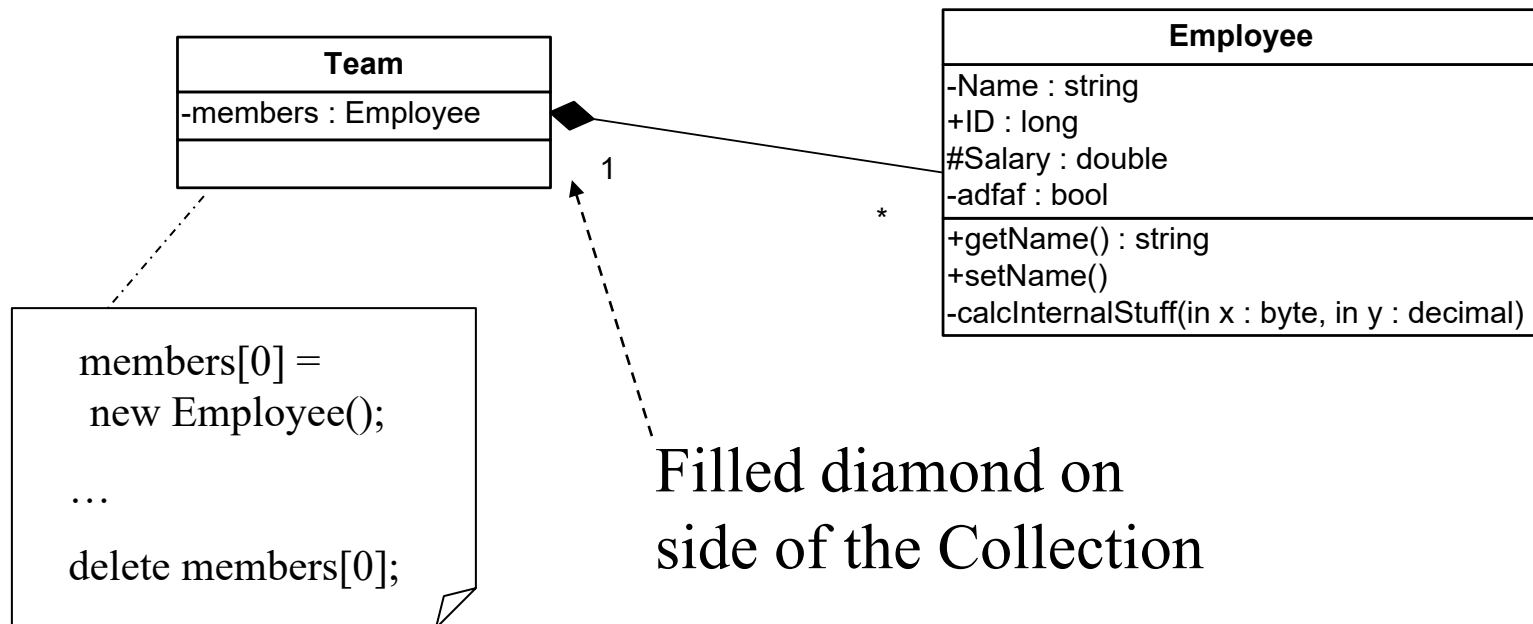 Team
-members : Employee
1
*
Employee
-Name : string
+ID : long
#Salary : double
-adfaf : bool
+getName() : string
+setName()
-calcInternalStuff(in x : byte, in y : decimal)
members[0] =
new Employee();
…
delete members[0];
Filled diamond on
side of the Collection